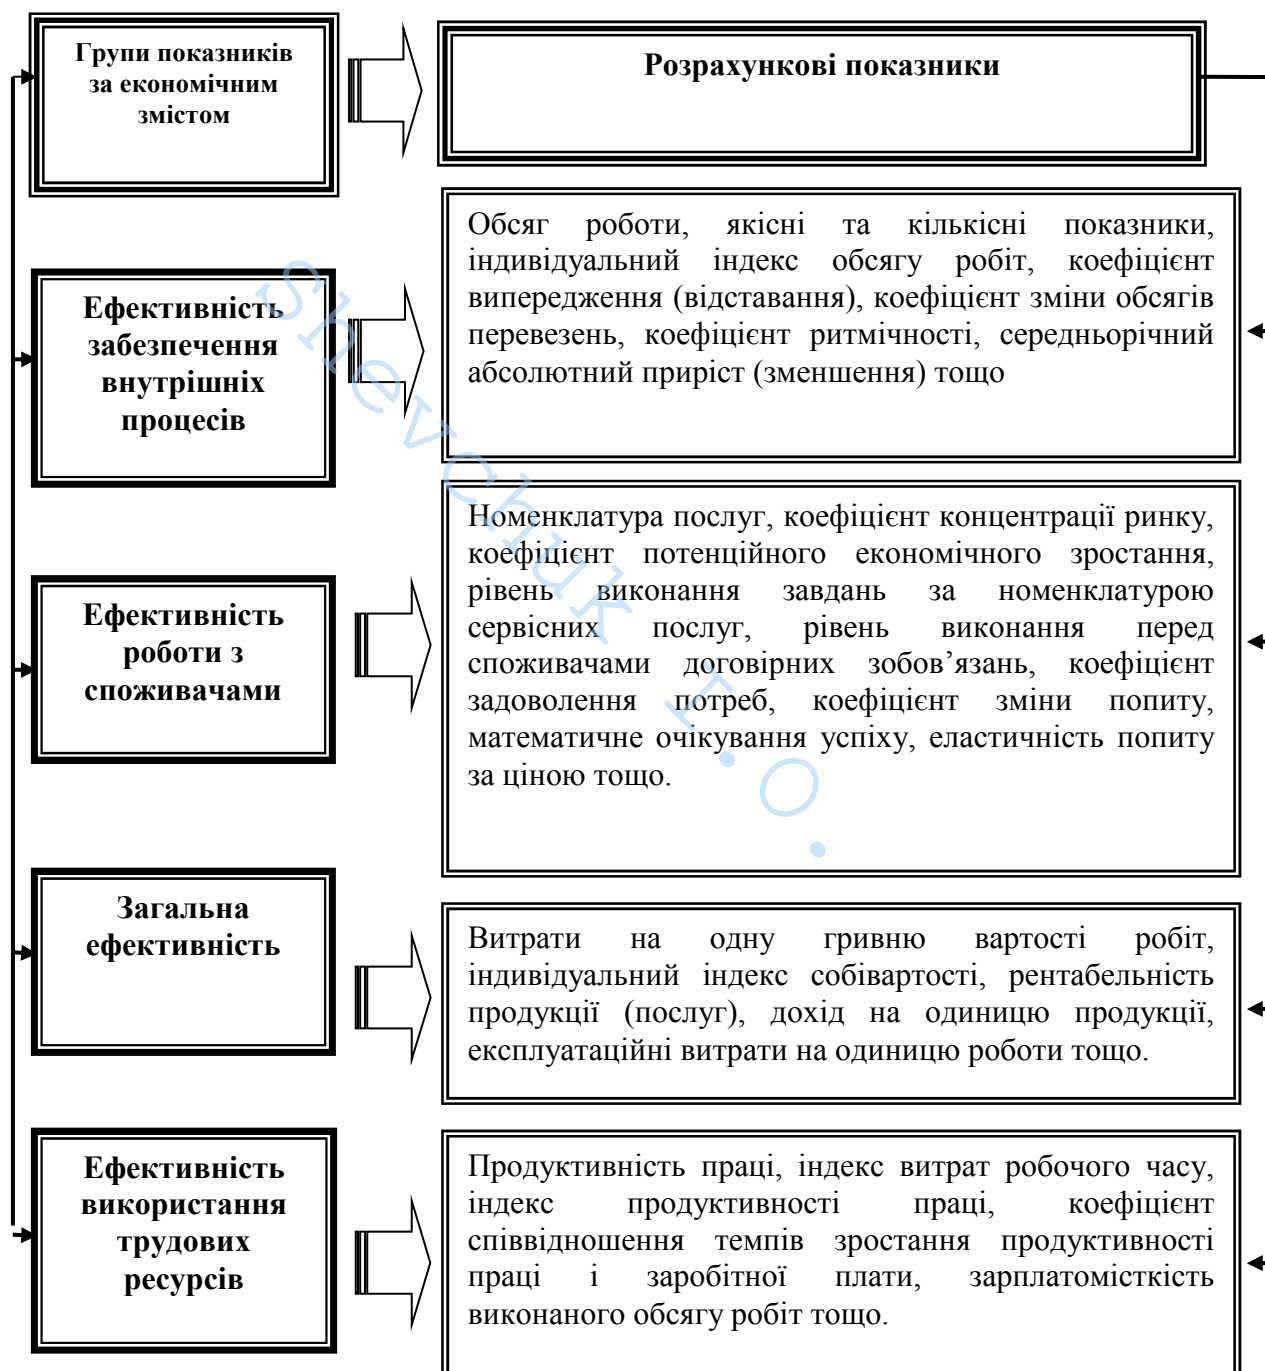 Групи показників
за економічним
змістом
Розрахункові показники
Ефективність
забезпечення
внутрішніх
процесів
Обсяг роботи, якісні та кількісні показники,
індивідуальний індекс обсягу робіт, коефіцієнт
випередження (відставання), коефіцієнт зміни обсягів
перевезень, коефіцієнт ритмічності, середньорічний
абсолютний приріст (зменшення) тощо
Ефективність
роботи з
споживачами
Номенклатура послуг, коефіцієнт концентрації ринку,
коефіцієнт потенційного економічного зростання,
рівень виконання завдань за номенклатурою
сервісних послуг, рівень виконання перед
споживачами договірних зобов’язань, коефіцієнт
задоволення потреб, коефіцієнт зміни попиту,
математичне очікування успіху, еластичність попиту
за ціною тощо.
Загальна
ефективність
Витрати на одну гривню вартості робіт,
індивідуальний індекс собівартості, рентабельність
продукції (послуг), дохід на одиницю продукції,
експлуатаційні витрати на одиницю роботи тощо.
Ефективність
використання
трудових
ресурсів
Продуктивність праці, індекс витрат робочого часу,
індекс продуктивності праці, коефіцієнт
співвідношення темпів зростання продуктивності
праці і заробітної плати, зарплатомісткість
виконаного обсягу робіт тощо.
Shevchuk I.O.